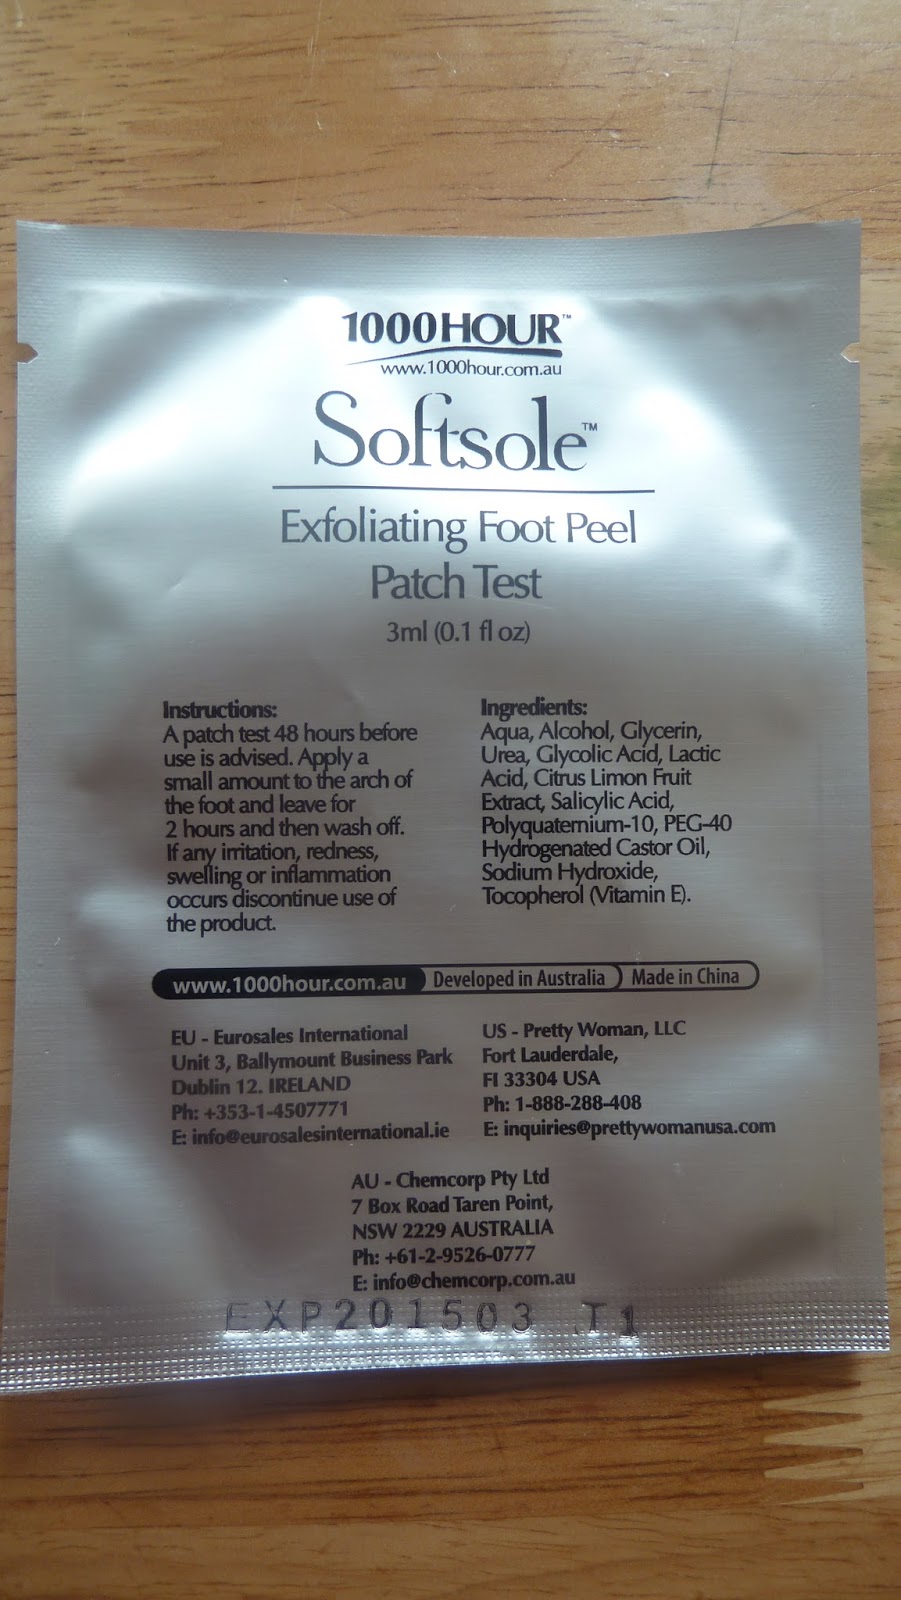 1000HOUR™
www.1000hour.com.au
Softsole™
Exfoliating Foot Peel
Patch Test
3ml (0.1 fl oz)
Instructions:
A patch test 48 hours before
use is advised. Apply a
small amount to the arch of
the foot and leave for
2 hours and then wash off.
If any irritation, redness,
swelling or inflammation
occurs discontinue use of
the product.
Ingredients:
Aqua, Alcohol, Glycerin,
Urea, Glycolic Acid, Lactic
Acid, Citrus Limon Fruit
Extract, Salicylic Acid,
Polyquaternium-10, PEG-40
Hydrogenated Castor Oil,
Sodium Hydroxide,
Tocopherol (Vitamin E).
www.1000hour.com.au Developed in Australia Made in China
EU - Eurosales International
Unit 3, Ballymount Business Park
Dublin 12. IRELAND
Ph: +353-1-4507771
E: info@eurosalesinternational.ie
US - Pretty Woman, LLC
Fort Lauderdale,
Fl 33304 USA
Ph: 1-888-288-408
E: inquiries@prettywomanusa.com
AU - Chemcorp Pty Ltd
7 Box Road Taren Point,
NSW 2229 AUSTRALIA
Ph: +61-2-9526-0777
E: info@chemcorp.com.au
EXP201503 T1